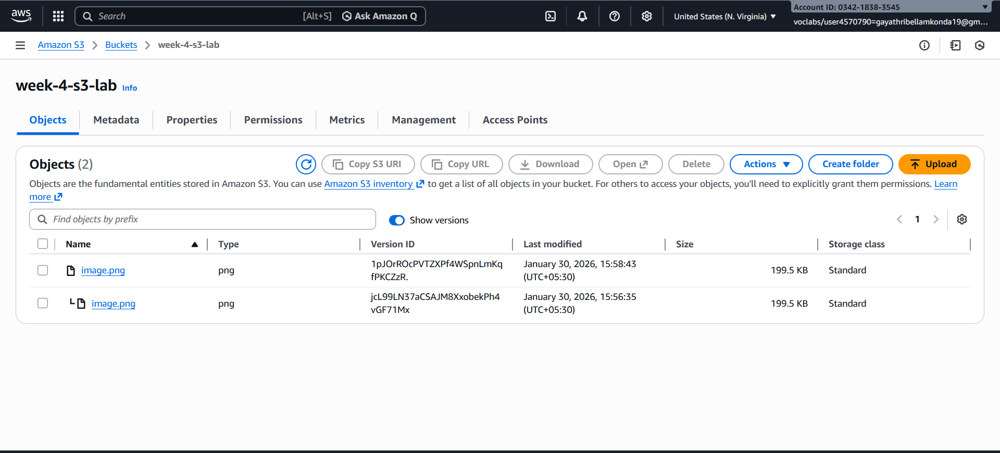 aws
Search [Alt+S] Ask Amazon Q
United States (N. Virginia)
Account ID: 0342-1838-3545
voclabs/user4570790=gayathribellamkonda19@gm...
Amazon S3 Buckets week-4-s3-lab
week-4-s3-lab Info
Objects Metadata Properties Permissions Metrics Management Access Points
Objects (2) Copy S3 URI Copy URL Download Open Delete Actions Create folder Upload
Objects are the fundamental entities stored in Amazon S3. You can use Amazon S3 inventory to get a list of all objects in your bucket. For others to access your objects, you'll need to explicitly grant them permissions. Learn
more
Find objects by prefix Show versions 1
Name Type Version ID Last modified Size Storage class
image.png png 1pJOrROcPVTZXPf4WSpnLmKq January 30, 2026, 15:58:43 199.5 KB Standard
fPKCZzR. (UTC+05:30)
image.png png jcL99LN37aCSAJM8XxobekPh4 January 30, 2026, 15:56:35 199.5 KB Standard
vGF71Mx (UTC+05:30)